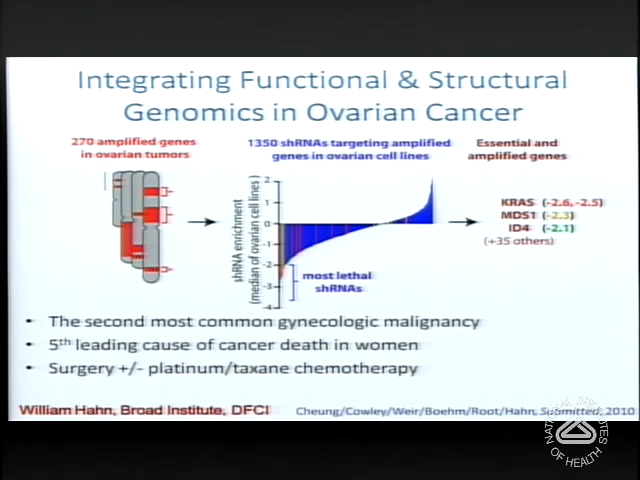 Integrating Functional & Structural
Genomics in Ovarian Cancer
270 amplified genes
in ovarian tumors
1350 shRNAs targeting amplified
genes in ovarian cell lines
Essential and
amplified genes
shRNA enrichment
(median of ovarian cell lines)
2
1
0
-1
-2
-3
-4
most lethal
shRNAs
KRAS (-2.6, -2.5)
MDS1 (-2.3)
ID4 (-2.1)
(+35 others)
• The second most common gynecologic malignancy
• 5th leading cause of cancer death in women
• Surgery +/- platinum/taxane chemotherapy
William Hahn, Broad Institute, DFCI
Cheung/Cowley/Weir/Boehm/Root/Hahn, Submitted, 2010
OF HEALTH